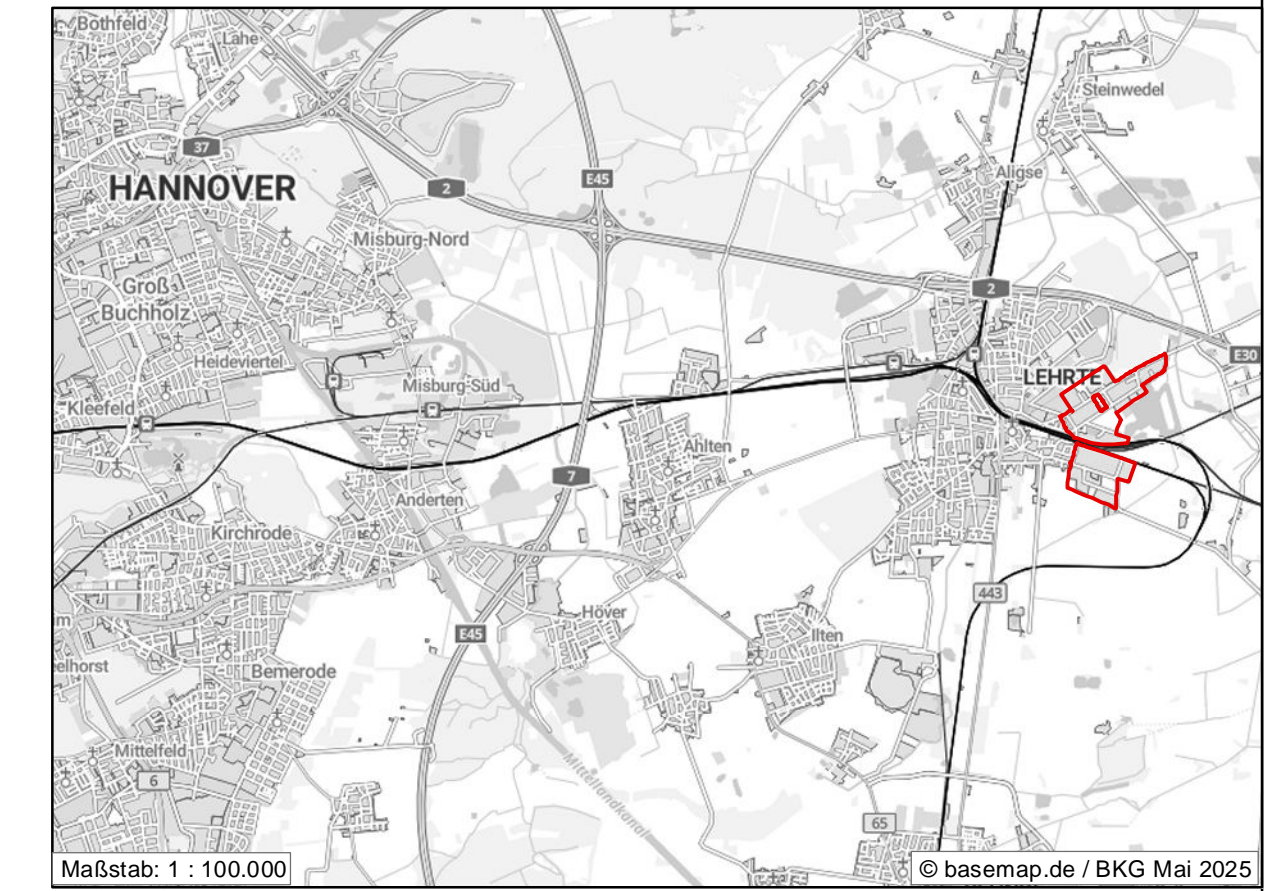 Bothfeld
Lahe
Steinwedel
37
Aligse
HANNOVER
2
E45
Misburg-Nord
Groß
Buchholz
2
Heideviertel
E30
Misburg-Süd
LEHRTE
Kleefeld
Ahlten
7
Anderten
Kirchrode
443
Höver
E45
Ilten
Bemerode
Mittelfeld
6
Mittellandkanal
65
Maßstab: 1 : 100.000
© basemap.de / BKG Mai 2025